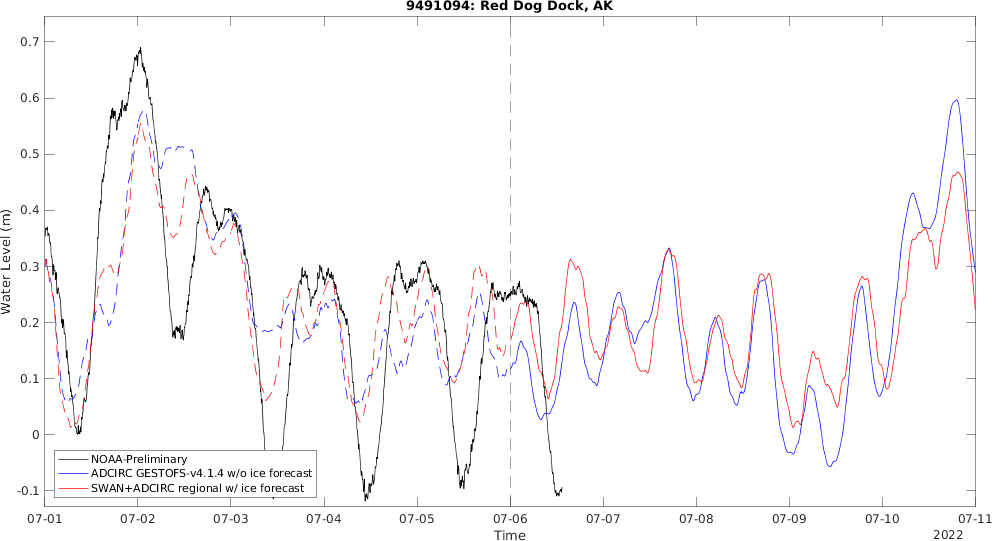 9491094: Red Dog Dock, AK
Water Level (m)
0.7
0.6
0.5
0.4
0.3
0.2
0.1
0
-0.1
NOAA-Preliminary
ADCIRC GESTOFS-v4.1.4 w/o ice forecast
SWAN+ADCIRC regional w/ ice forecast
07-01 07-02 07-03 07-04 07-05 07-06 07-07 07-08 07-09 07-10 07-11
Time
2022